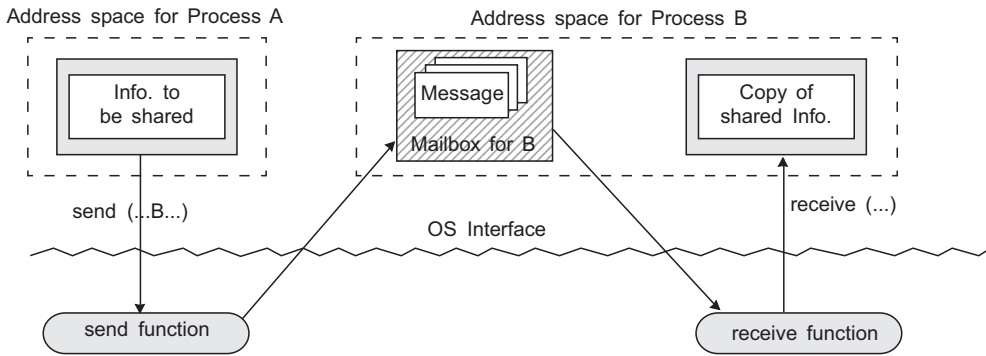 Address space for Process A
Address space for Process B
Info. to
be shared
Message
Mailbox for B
Copy of
shared Info.
send (...B...)
receive (...)
OS Interface
send function
receive function